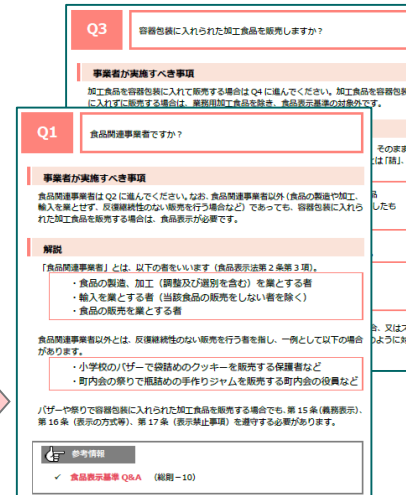 Q3
容器包装に入れられた加工食品を販売しますか？
事業者が実施すべき事項
加工食品を容器包装に入れて販売する場合は Q4 に進んでください。加工食品を容器包装
に入れずに販売する場合は、業務用加工食品を除き、食品表示基準の対象外です。
Q1
食品関連事業者ですか？
事業者が実施すべき事項
食品関連事業者は Q2 に進んでください。なお、食品関連事業者以外（食品の製造や加工、
輸入を業とせず、反復継続性のない販売を行う場合など）であっても、容器包装に入れら
れた加工食品を販売する場合は、食品表示が必要です。
解説
「食品関連事業者」とは、以下の者をいいます（食品表示法第 2 条第 3 項）。
・食品の製造、加工（調整及び選別を含む）を業とする者
・輸入を業とする者（当該食品の販売をしない者を除く）
・食品の販売を業とする者
食品関連事業者以外とは、反復継続性のない販売を行う者を指し、一例として以下の場合
があります。
・小学校のバザーで袋詰めのクッキーを販売する保護者など
・町内会の祭りで瓶詰めの手作りジャムを販売する町内会の役員など
バザーや祭りで容器包装に入れられた加工食品を販売する場合でも、第 15 条（義務表示）、
第 16 条（表示の方式等）、第 17 条（表示禁止事項）を遵守する必要があります。
参考情報
✓ 食品表示基準 Q&A （総則－10）
そのまま
したも